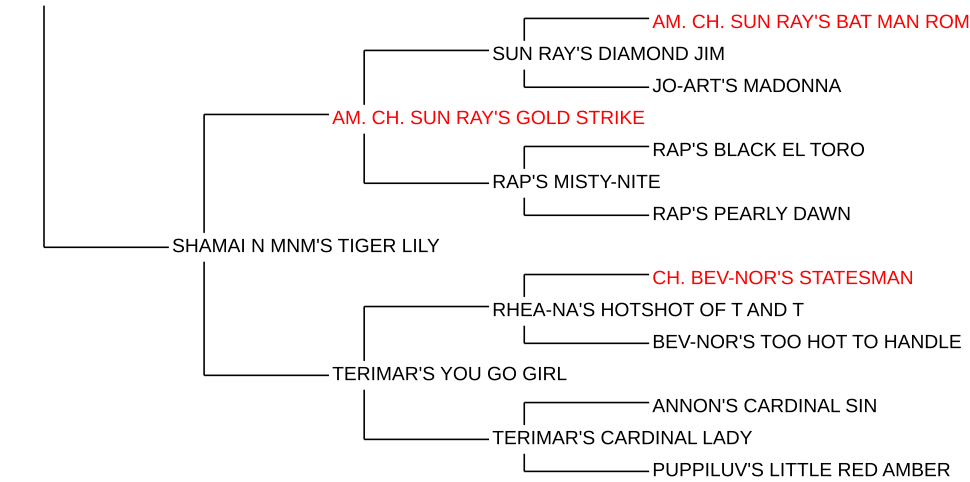 AM. CH. SUN RAY'S BAT MAN ROM
SUN RAY'S DIAMOND JIM
JO-ART'S MADONNA
AM. CH. SUN RAY'S GOLD STRIKE
RAP'S BLACK EL TORO
RAP'S MISTY-NITE
RAP'S PEARLY DAWN
SHAMAI N MNM'S TIGER LILY
CH. BEV-NOR'S STATESMAN
RHEA-NA'S HOTSHOT OF T AND T
BEV-NOR'S TOO HOT TO HANDLE
TERIMAR'S YOU GO GIRL
ANNON'S CARDINAL SIN
TERIMAR'S CARDINAL LADY
PUPPILUV'S LITTLE RED AMBER